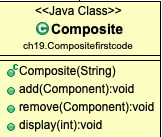 <<Java Class>>
Composite
ch19.Compositefirstcode
Composite(String)
add(Component):void
remove(Component):void
display(int):void